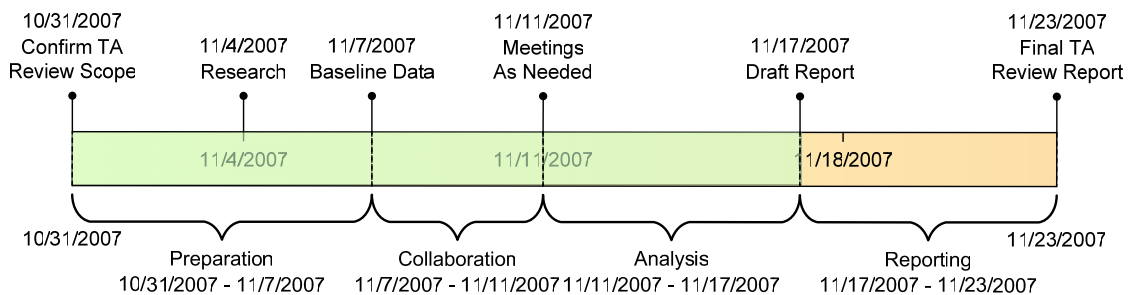 10/31/2007
Confirm TA
Review Scope
11/4/2007
Research
11/7/2007
Baseline Data
11/11/2007
Meetings
As Needed
11/17/2007
Draft Report
11/23/2007
Final TA
Review Report
11/4/2007
11/11/2007
11/18/2007
10/31/2007
11/23/2007
Preparation
10/31/2007 - 11/7/2007
Collaboration
11/7/2007 - 11/11/2007
Analysis
11/11/2007 - 11/17/2007
Reporting
11/17/2007 - 11/23/2007